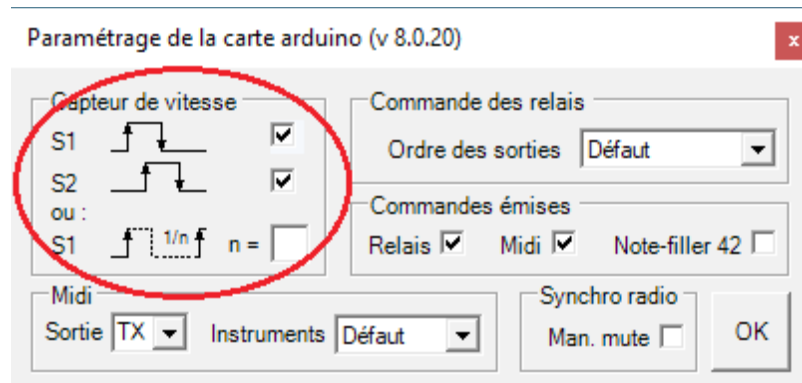 Paramétrage de la carte arduino (v 8.0.20)
x
Capteur de vitesse
S1
S2
ou :
S1 1/n n =
Commande des relais
Ordre des sorties Défaut
Commandes émises
Relais Midi Note-filler 42
Midi
Sortie TX Instruments Défaut
Synchro radio
Man. mute
OK